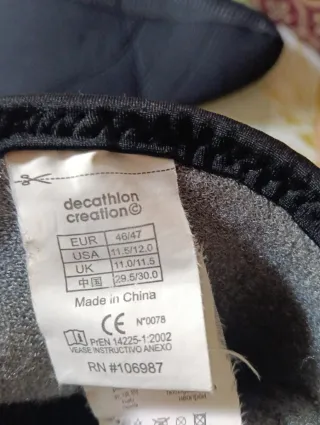 decathlon
creation©
EUR 46/47
USA 11.5/12.0
UK 11.0/11.5
中国 29.5/30.0
Made in China
CE N°0078
PrEN 14225-1:2002
VEASE INSTRUCTIVO ANEXO
RN #106987